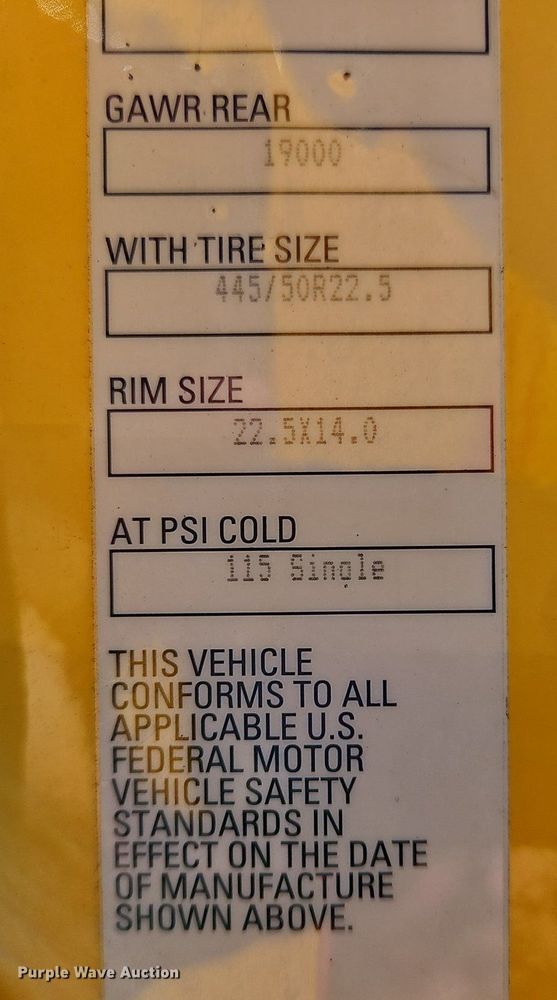 GAWR REAR
19000
WITH TIRE SIZE
445/50R22.5
RIM SIZE
22.5X14.0
AT PSI COLD
115 Single
THIS VEHICLE
CONFORMS TO ALL
APPLICABLE U.S.
FEDERAL MOTOR
VEHICLE SAFETY
STANDARDS IN
EFFECT ON THE DATE
OF MANUFACTURE
SHOWN ABOVE.
Purple Wave Auction